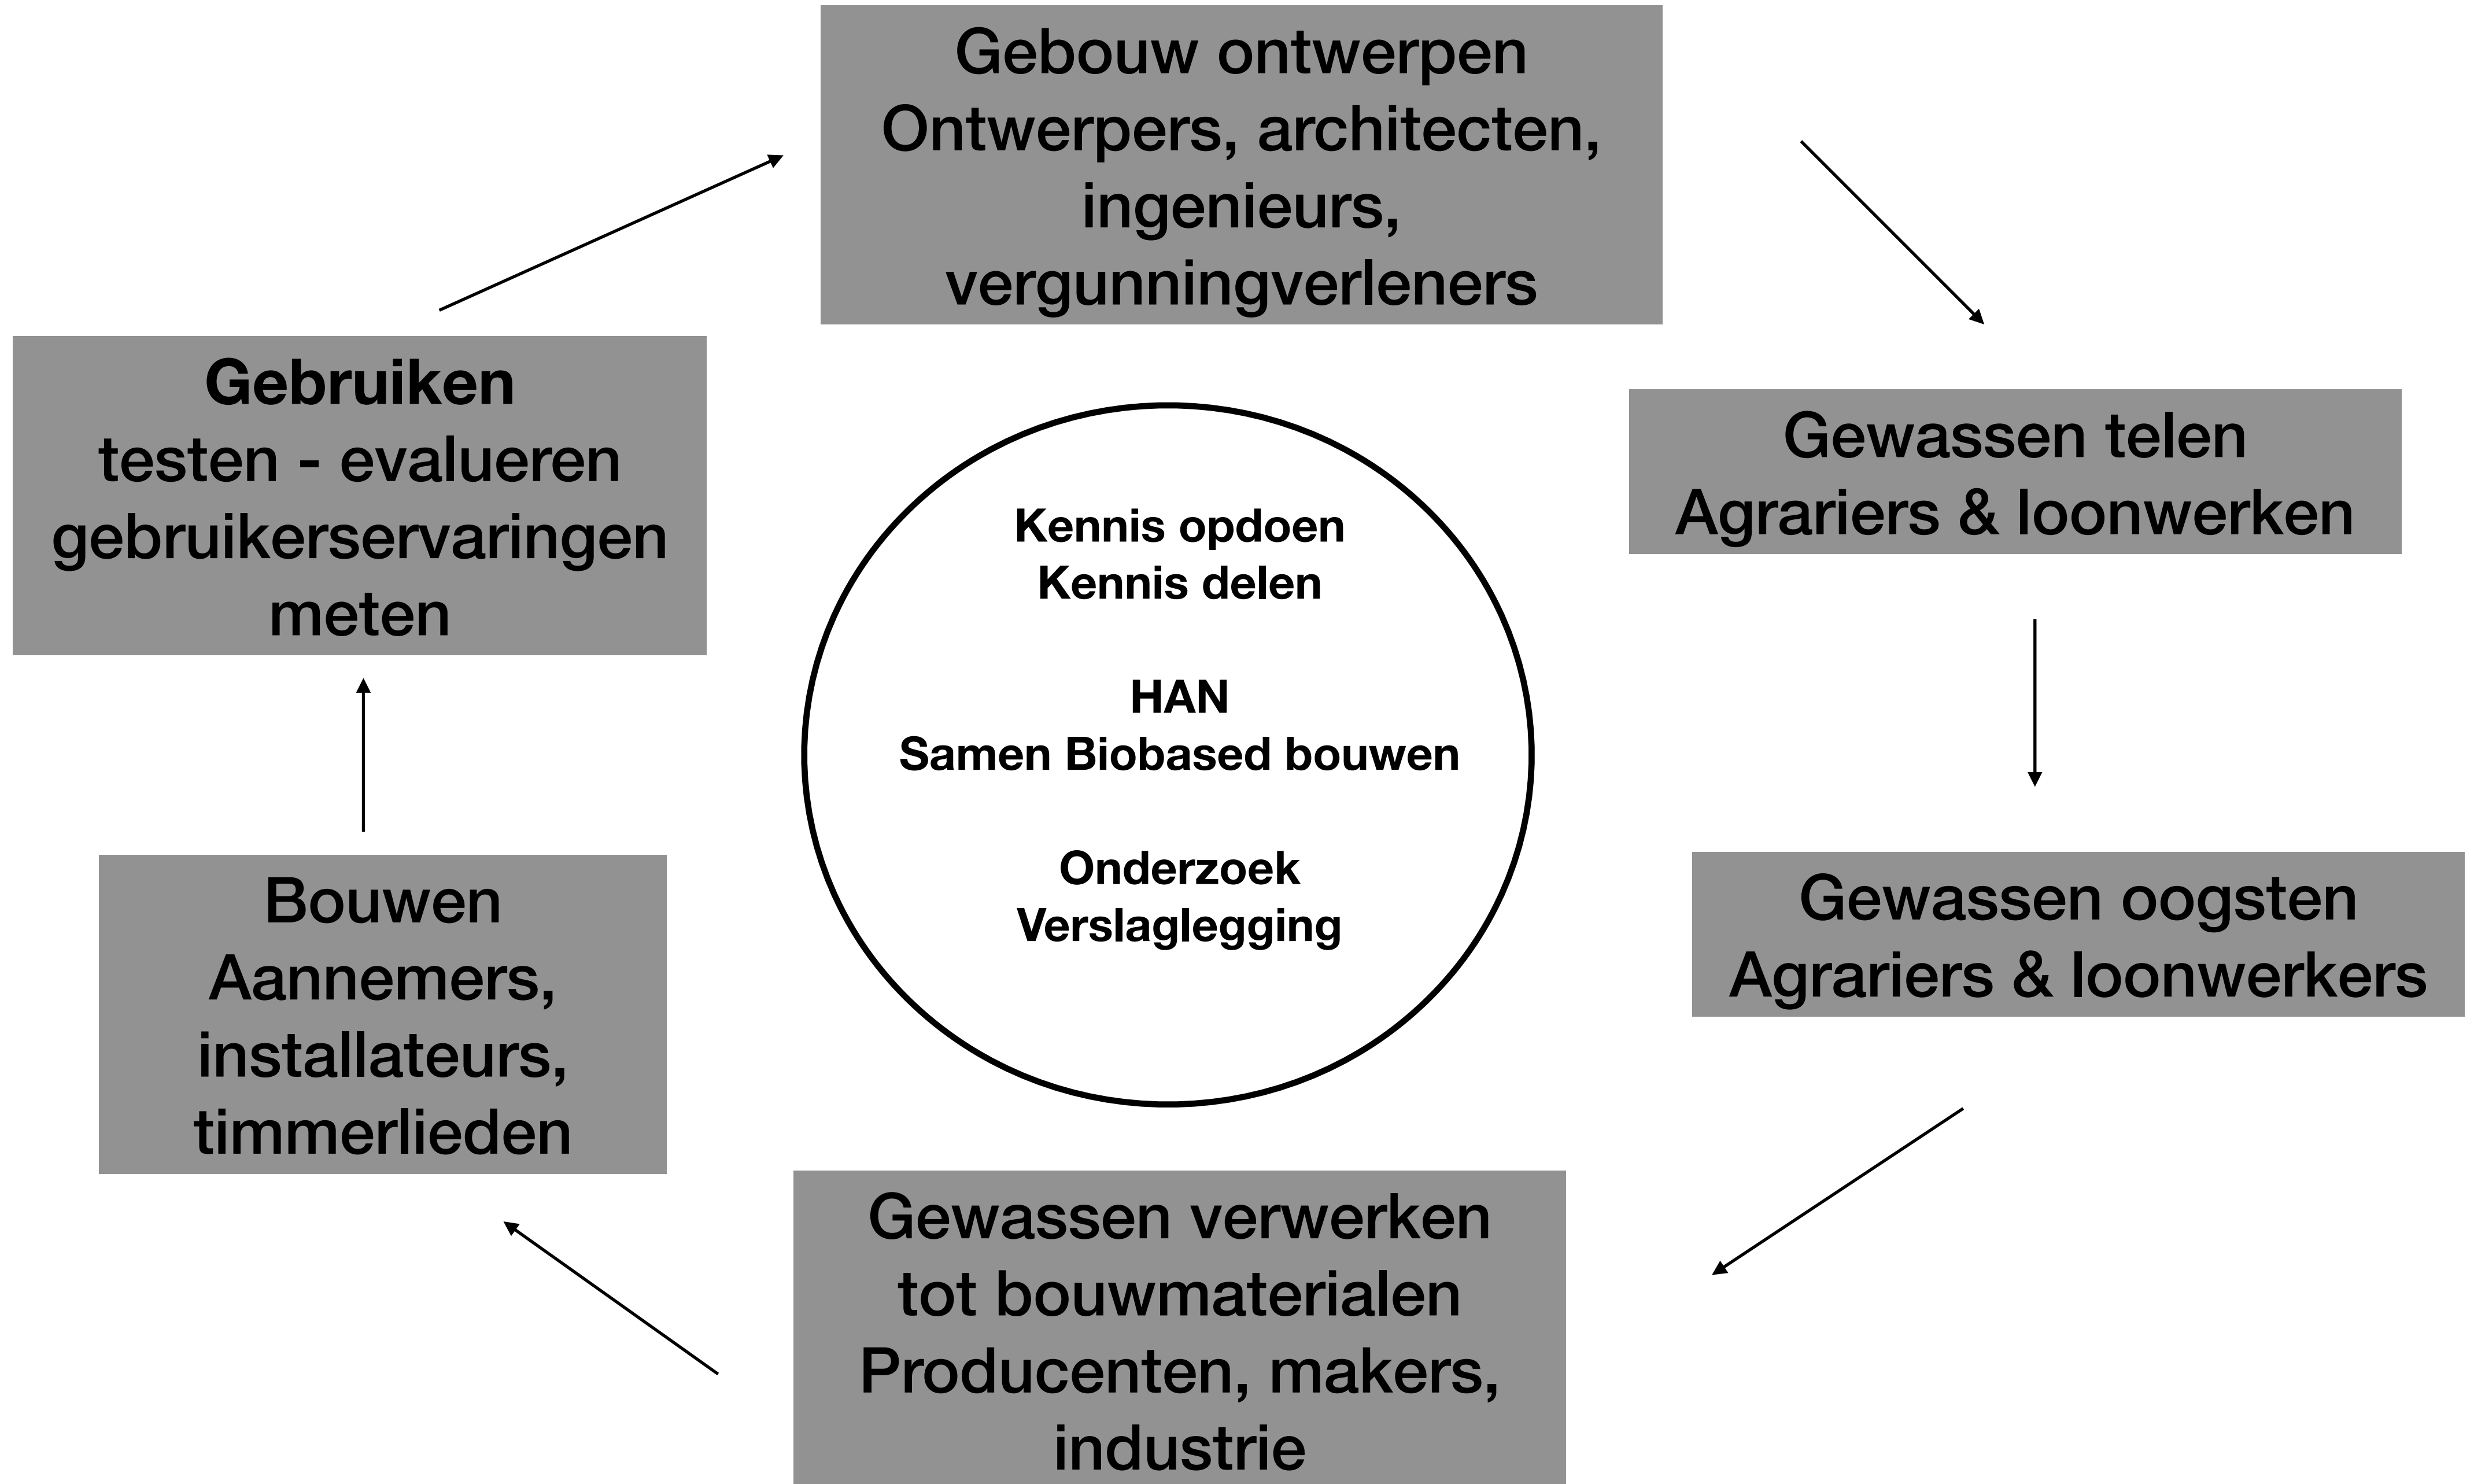 Gebouw ontwerpen
Ontwerpers, architecten,
ingenieurs,
vergunningverleners
Gewassen telen
Agrariers & loonwerken
Gewassen oogsten
Agrariers & loonwerkers
Gewassen verwerken
tot bouwmaterialen
Producenten, makers,
industrie
Bouwen
Aannemers,
installateurs,
timmerlieden
Gebruiken
testen - evalueren
gebruikerservaringen
meten
Kennis opdoen
Kennis delen
HAN
Samen Biobased bouwen
Onderzoek
Verslaglegging